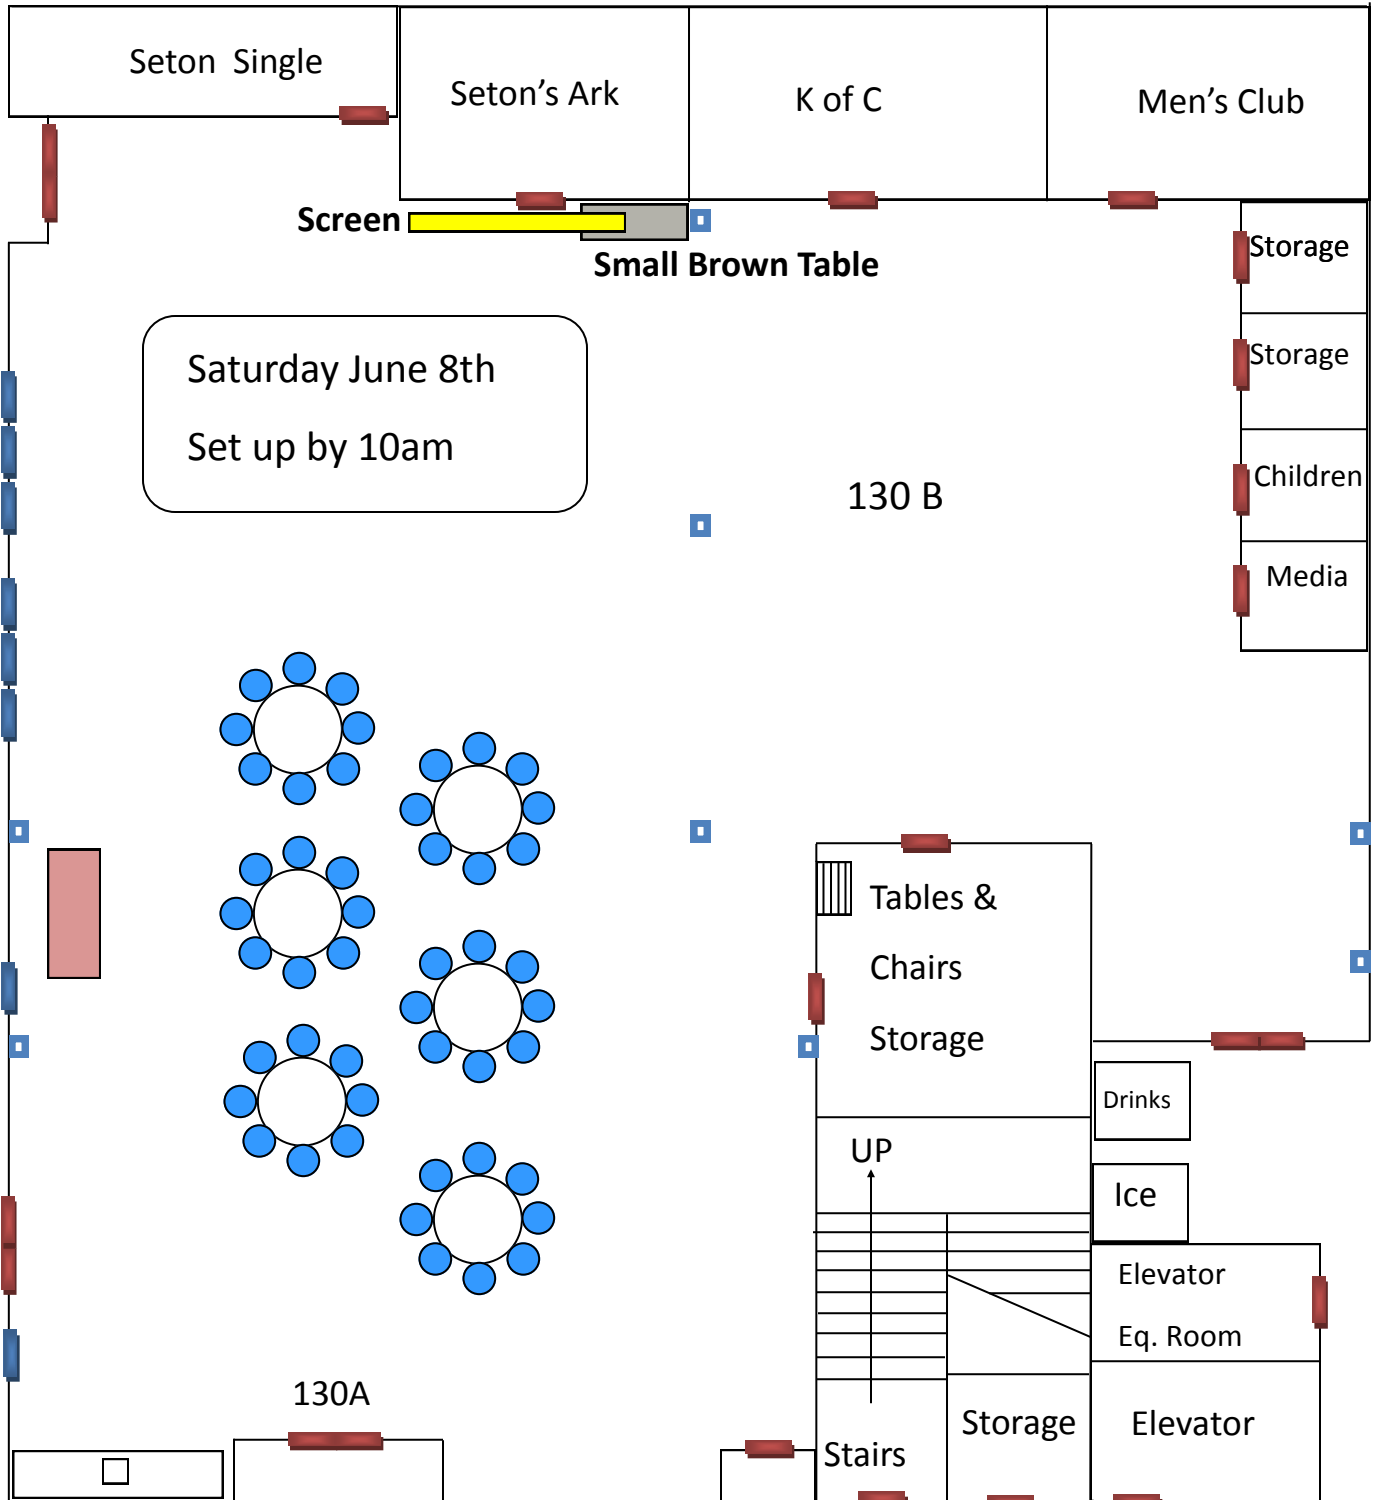 Seton  Single
Seton’s Ark
K of C
Men’s Club
Screen
Small Brown Table
Storage
Storage
Children
Media
Saturday June 8th
Set up by 10am
130 B
Tables &
Chairs
Storage
Drinks
UP
Ice
Elevator
Eq. Room
130A
Stairs
Storage
Elevator